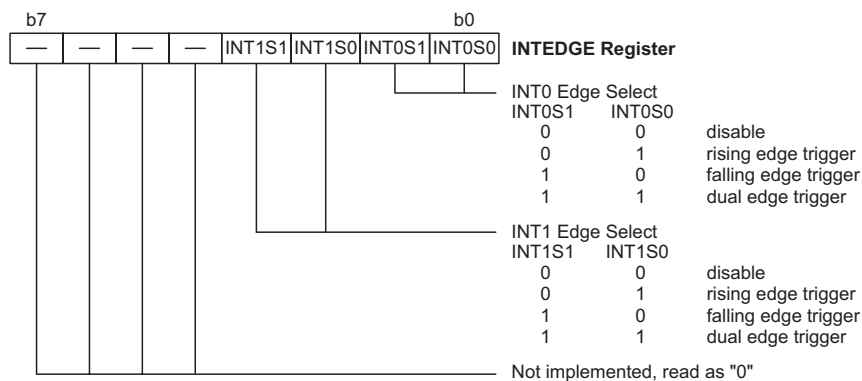 b7 b0
— — — — INT1S1 INT1S0 INT0S1 INT0S0 INTEDGE Register
INT0 Edge Select
INT0S1 INT0S0
0 0 disable
0 1 rising edge trigger
1 0 falling edge trigger
1 1 dual edge trigger
INT1 Edge Select
INT1S1 INT1S0
0 0 disable
0 1 rising edge trigger
1 0 falling edge trigger
1 1 dual edge trigger
Not implemented, read as "0"